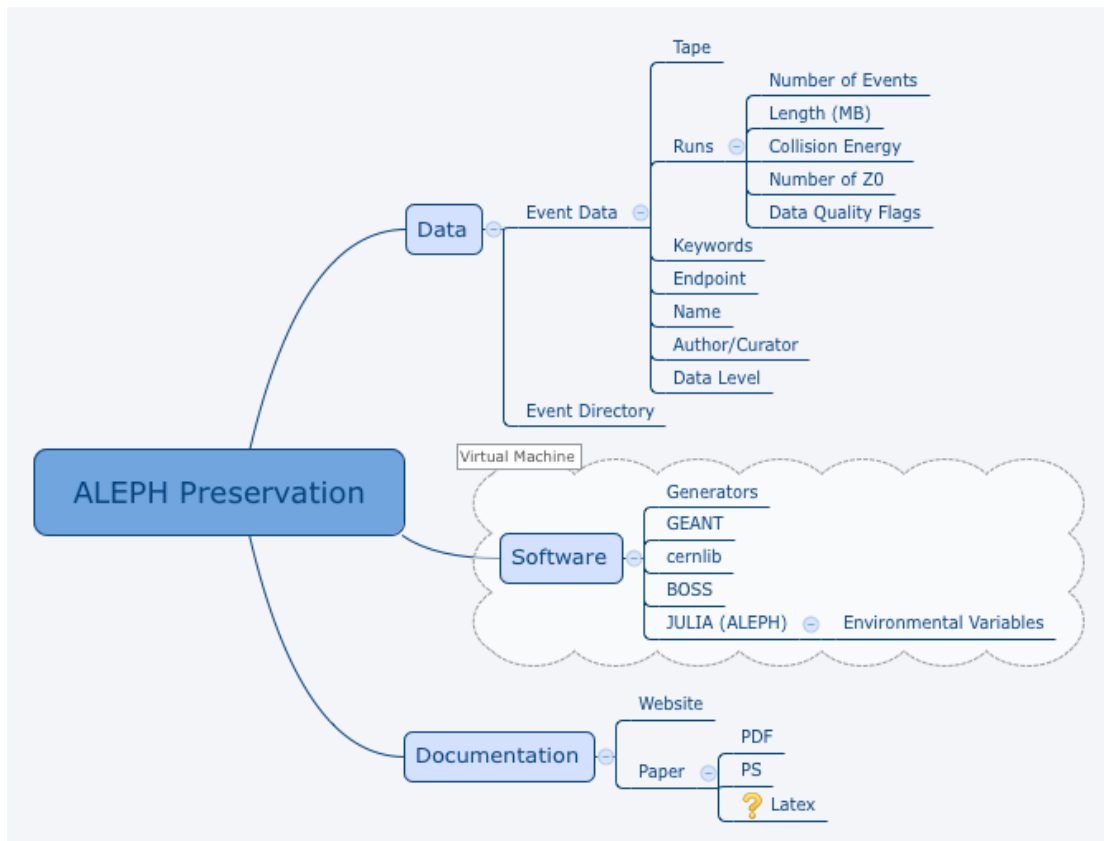 ALEPH Preservation
Data
Event Data
Tape
Runs
Number of Events
Length (MB)
Collision Energy
Number of Z0
Data Quality Flags
Keywords
Endpoint
Name
Author/Curator
Data Level
Event Directory
Virtual Machine
Software
Generators
GEANT
cernlib
BOSS
JULIA (ALEPH)
Environmental Variables
Documentation
Website
Paper
PDF
PS
? Latex